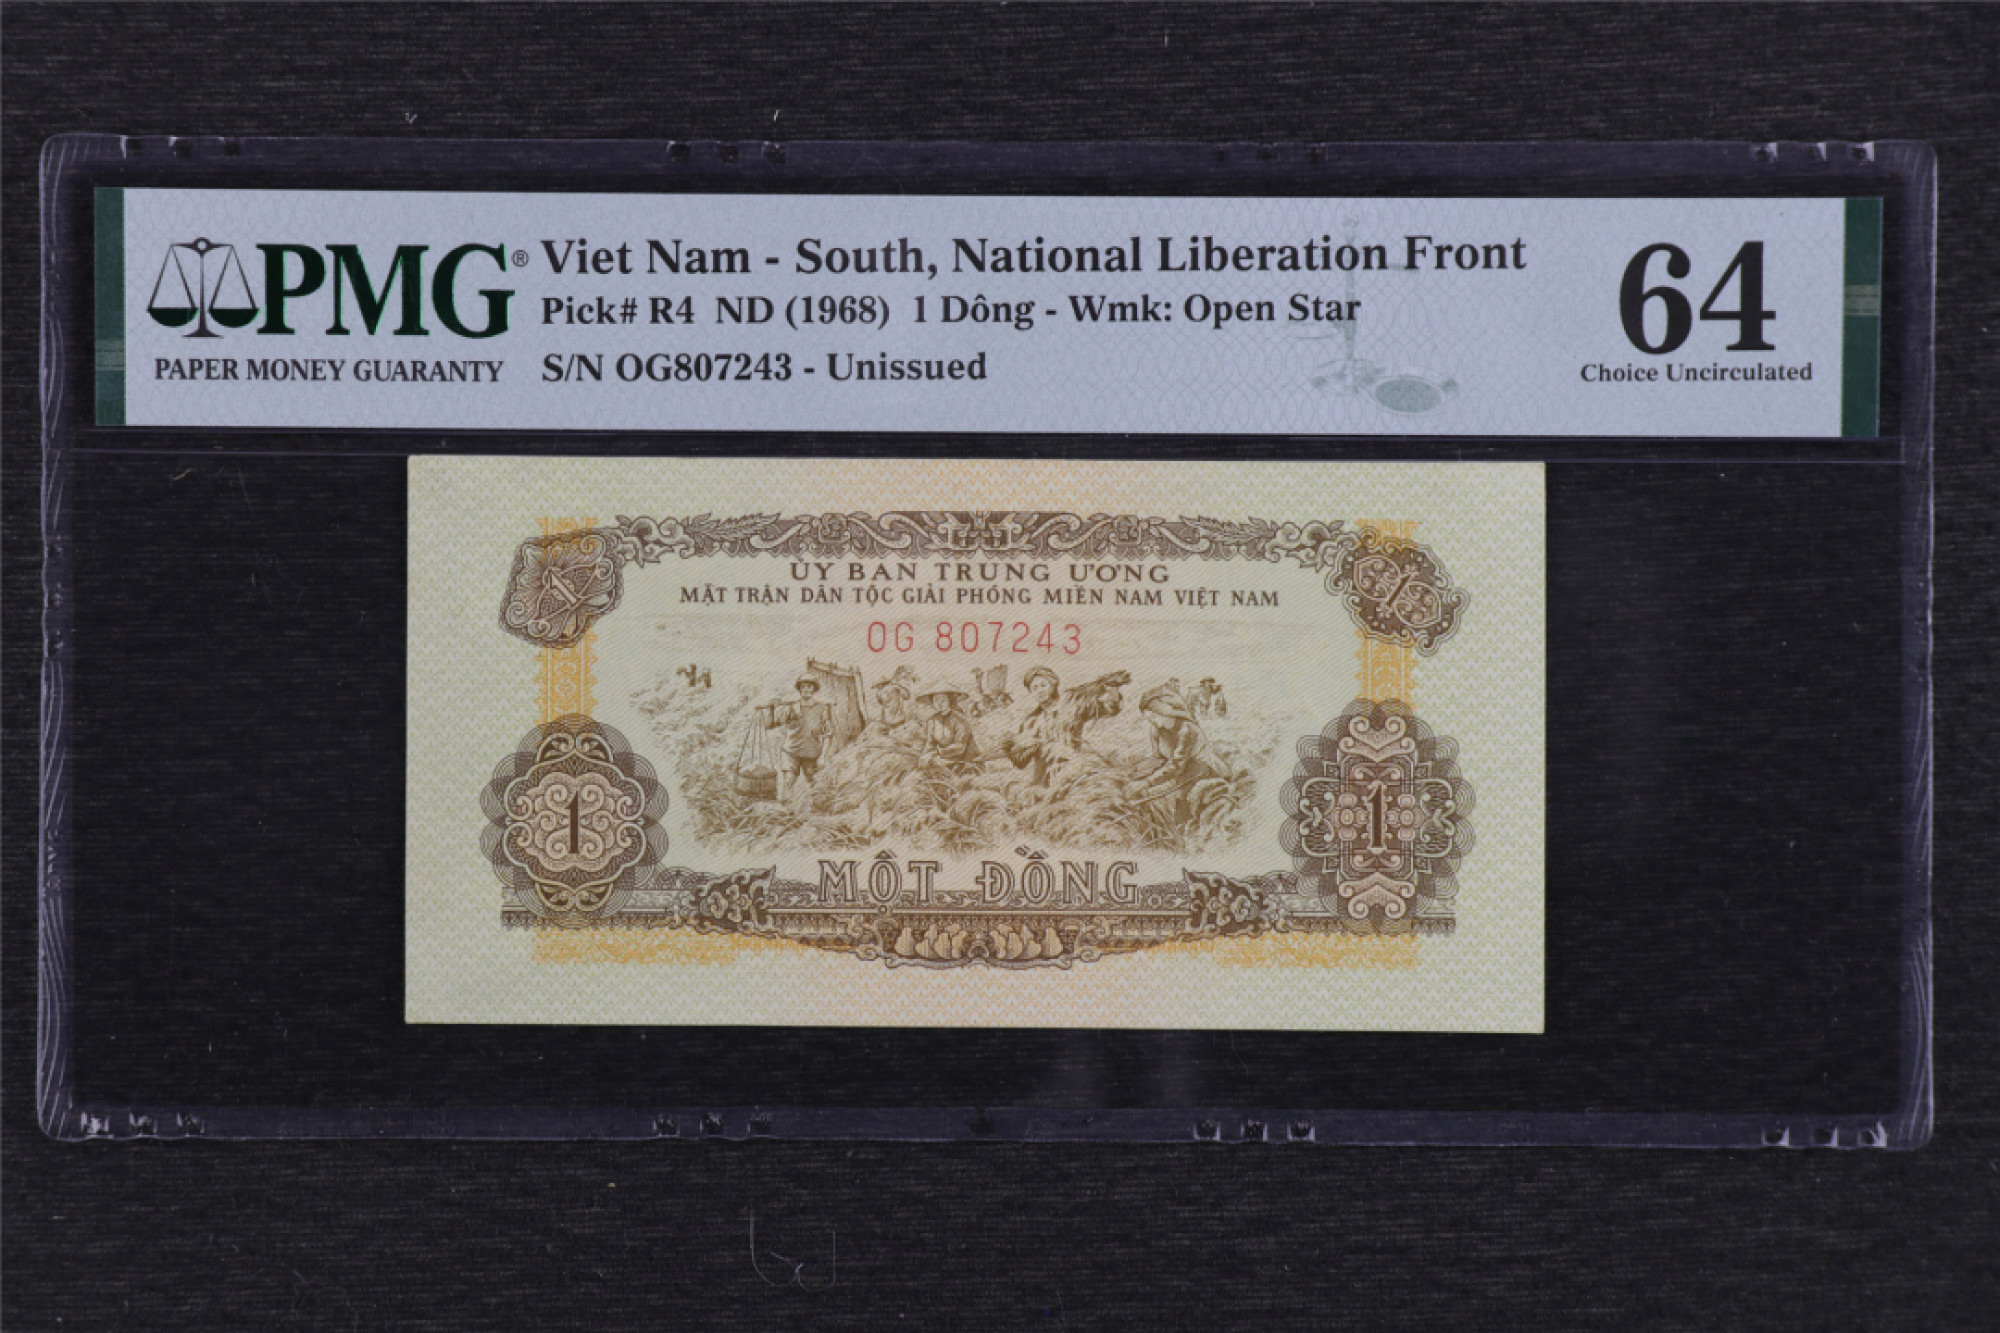 PMG®
PAPER MONEY GUARANTY
Viet Nam - South, National Liberation Front
Pick# R4 ND (1968) 1 Dông - Wmk: Open Star
S/N OG807243 - Unissued
64
Choice Uncirculated
1
1
ỦY BAN TRUNG ƯƠNG
MẶT TRẬN DÂN TỘC GIẢI PHÓNG MIỀN NAM VIỆT NAM
OG 807243
1
1
MỘT ĐỒNG